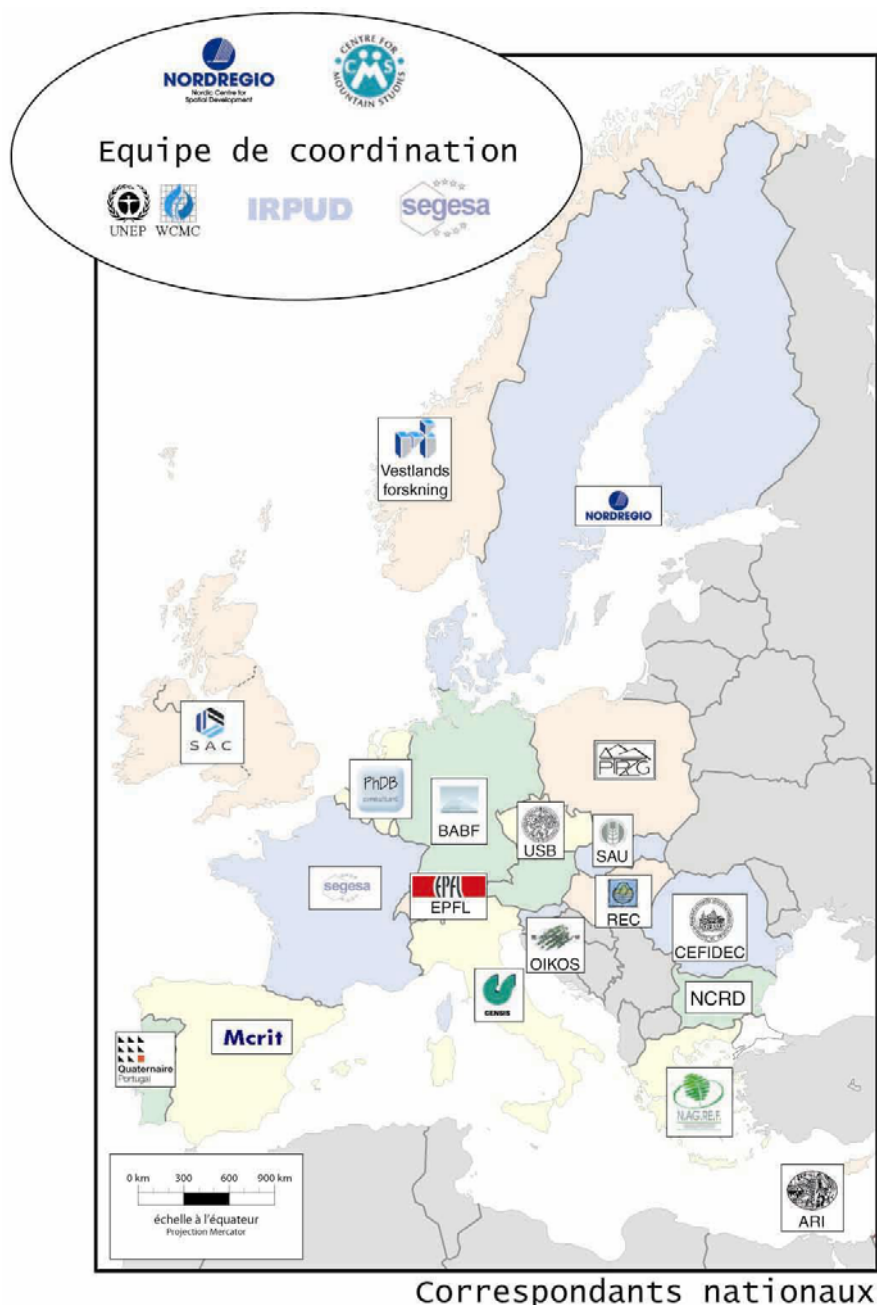 NORDREGIO
Nordic Centre for
Spatial Development
CENTRE FOR
MOUNTAIN STUDIES
CMS
Equipe de coordination
UNEP WCMC
IRPUD
segesa
Vestlands
forskning
NORDREGIO
SAC
PhDB
BABF
USB
SAU
segesa
EPFL
EPFL
REC
CEFIDEC
OIKOS
CENSIS
NCRD
Mcrit
Quaternaire
Portugal
N.AG.RE.F.
ARI
0 km 300 600 900 km
échelle à l'équateur
Projection Mercator
Correspondants nationaux